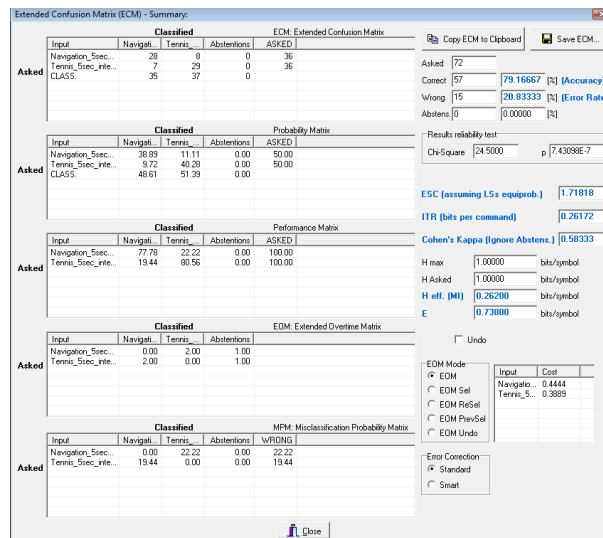 Extended Confusion Matrix (ECM) - Summary:
Classified ECM: Extended Confusion Matrix
Input Navigati... Tennis_... Abstentions ASKED
Navigation_5sec... 28 8 0 36
Asked
Tennis_5sec_inte... 7 29 0 36
CLASS. 35 37 0
Classified Probability Matrix
Input Navigati... Tennis_... Abstentions ASKED
Navigation_5sec... 38.89 11.11 0.00 50.00
Asked
Tennis_5sec_inte... 9.72 40.28 0.00 50.00
CLASS. 48.61 51.39 0.00
Classified Performance Matrix
Input Navigati... Tennis_... Abstentions ASKED
Navigation_5sec... 77.78 22.22 0.00 100.00
Tennis_5sec_inte... 19.44 80.56 0.00 100.00
Asked
Classified EOM: Extended Overtime Matrix
Input Navigati... Tennis_... Abstentions
Navigation_5sec... 0.00 2.00 1.00
Tennis_5sec_inte... 2.00 0.00 1.00
Asked
Classified MPM: Misclassification Probability Matrix
Input Navigati... Tennis_... Abstentions WRONG
Navigation_5sec... 0.00 22.22 0.00 22.22
Tennis_5sec_inte... 19.44 0.00 0.00 19.44
Asked
Copy ECM to Clipboard Save ECM...
Asked 72
Correct 57 79.16667 [%] (Accuracy)
Wrong 15 20.83333 [%] (Error Rate
Abstens. 0 0.00000 [%]
Results reliability test
Chi-Square 24.5000 p 7.43098E-7
ESC (assuming LSs equiprob.) 1.71818
ITR (bits per command) 0.26172
Cohen's Kappa (Ignore Abstens.) 0.58333
H max 1.00000 bits/symbol
H Asked 1.00000 bits/symbol
H eff. (MI) 0.26200 bits/symbol
E 0.73800 bits/symbol
Undo
EOM Mode
EOM
EOM Sel
EOM ReSel
EOM PrevSel
EOM Undo
Input Cost
Navigatio... 0.4444
Tennis_5... 0.3889
Error Correction
Standard
Smart
Close